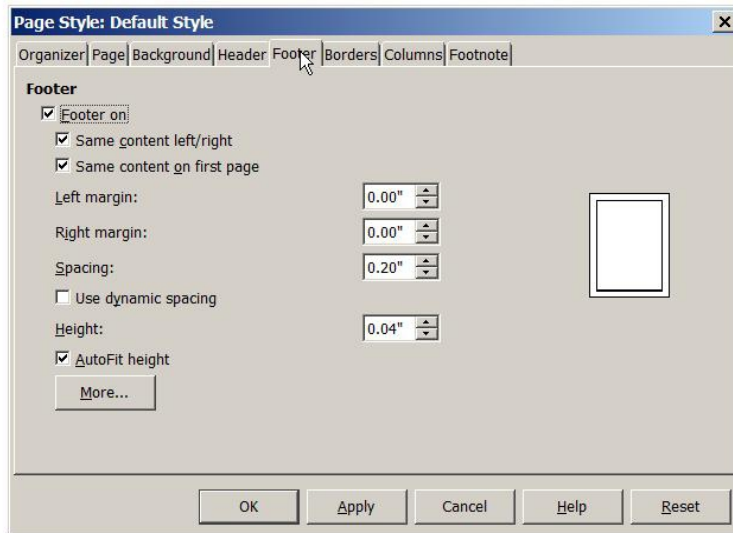 Page Style: Default Style
Organizer Page Background Header Footer Borders Columns Footnote
Footer
Footer on
Same content left/right
Same content on first page
Left margin: 0.00"
Right margin: 0.00"
Spacing: 0.20"
Use dynamic spacing
Height: 0.04"
AutoFit height
More...
OK Apply Cancel Help Reset